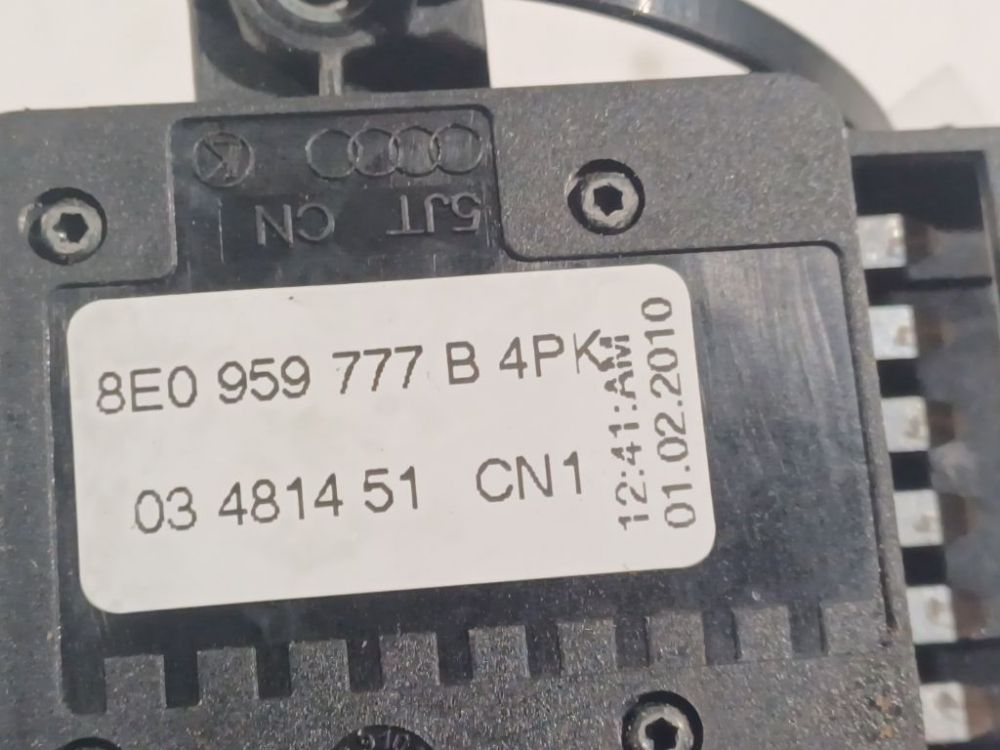 5JT CN
8E0 959 777 B 4PK
03 4814 51 CN1
12:41:AM
01.02.2010